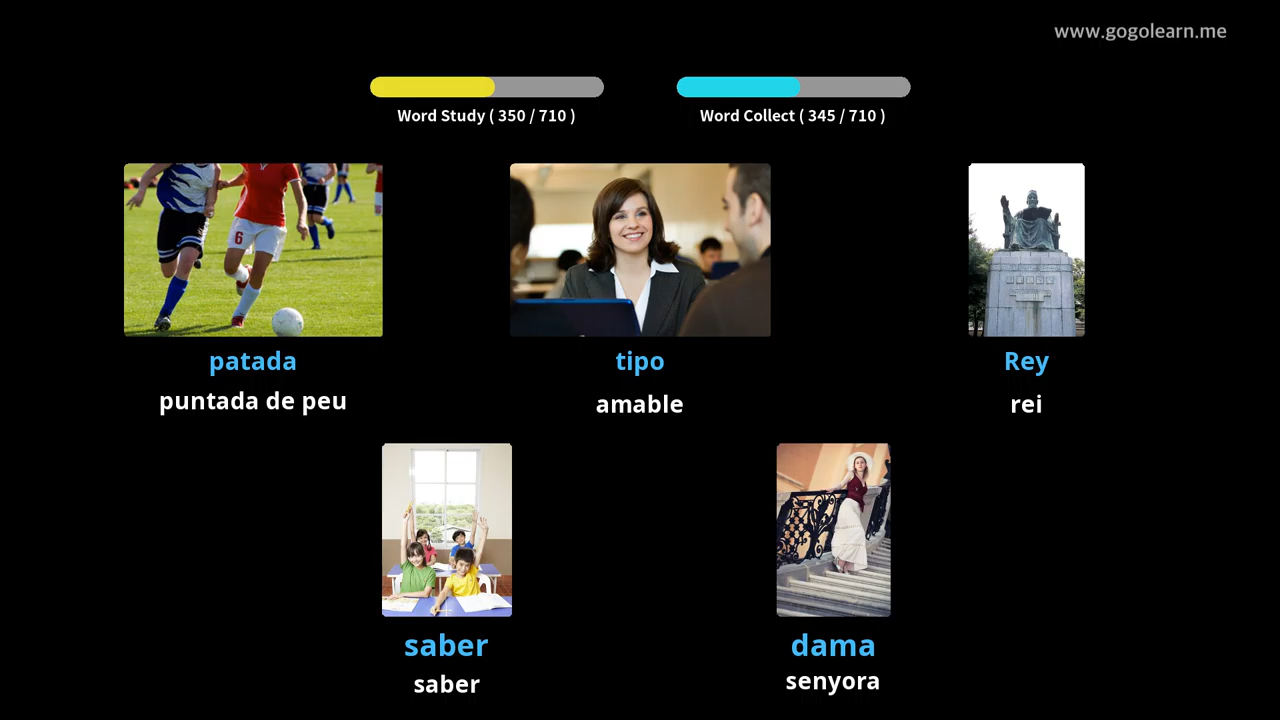 www.gogolearn.me
Word Study ( 350 / 710 )
Word Collect ( 345 / 710 )
patada
tipo
Rey
puntada de peu
amable
rei
saber
dama
saber
senyora